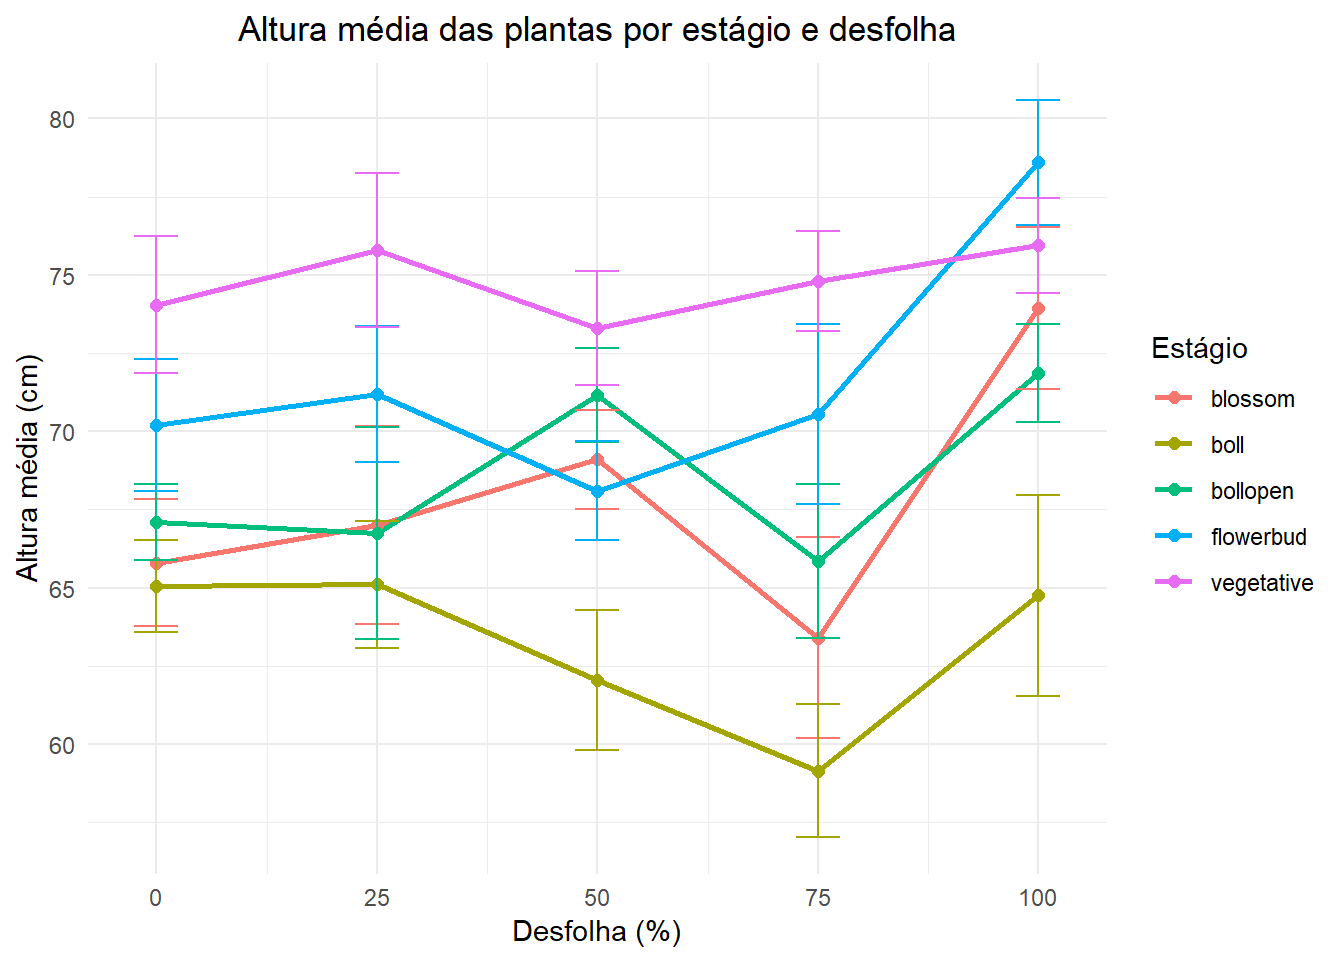 Altura média das plantas por estágio e desfolha
80
75
70
65
60
Altura média (cm)
0 25 50 75 100
Desfolha (%)
Estágio
blossom
boll
bollopen
flowerbud
vegetative